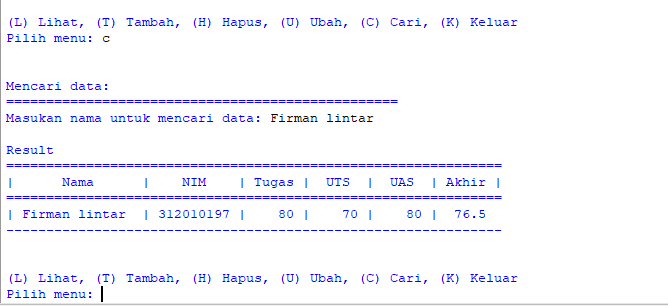 (L) Lihat, (T) Tambah, (H) Hapus, (U) Ubah, (C) Cari, (K) Keluar
Pilih menu: c
Mencari data:
=================================================
Masukan nama untuk mencari data: Firman lintar
Result
==============================================================
|      Nama      |    NIM    | Tugas |  UTS  |  UAS  | Akhir |
==============================================================
| Firman lintar  | 312010197 |    80 |    70 |    80 |  76.5
--------------------------------------------------------------
(L) Lihat, (T) Tambah, (H) Hapus, (U) Ubah, (C) Cari, (K) Keluar
Pilih menu: